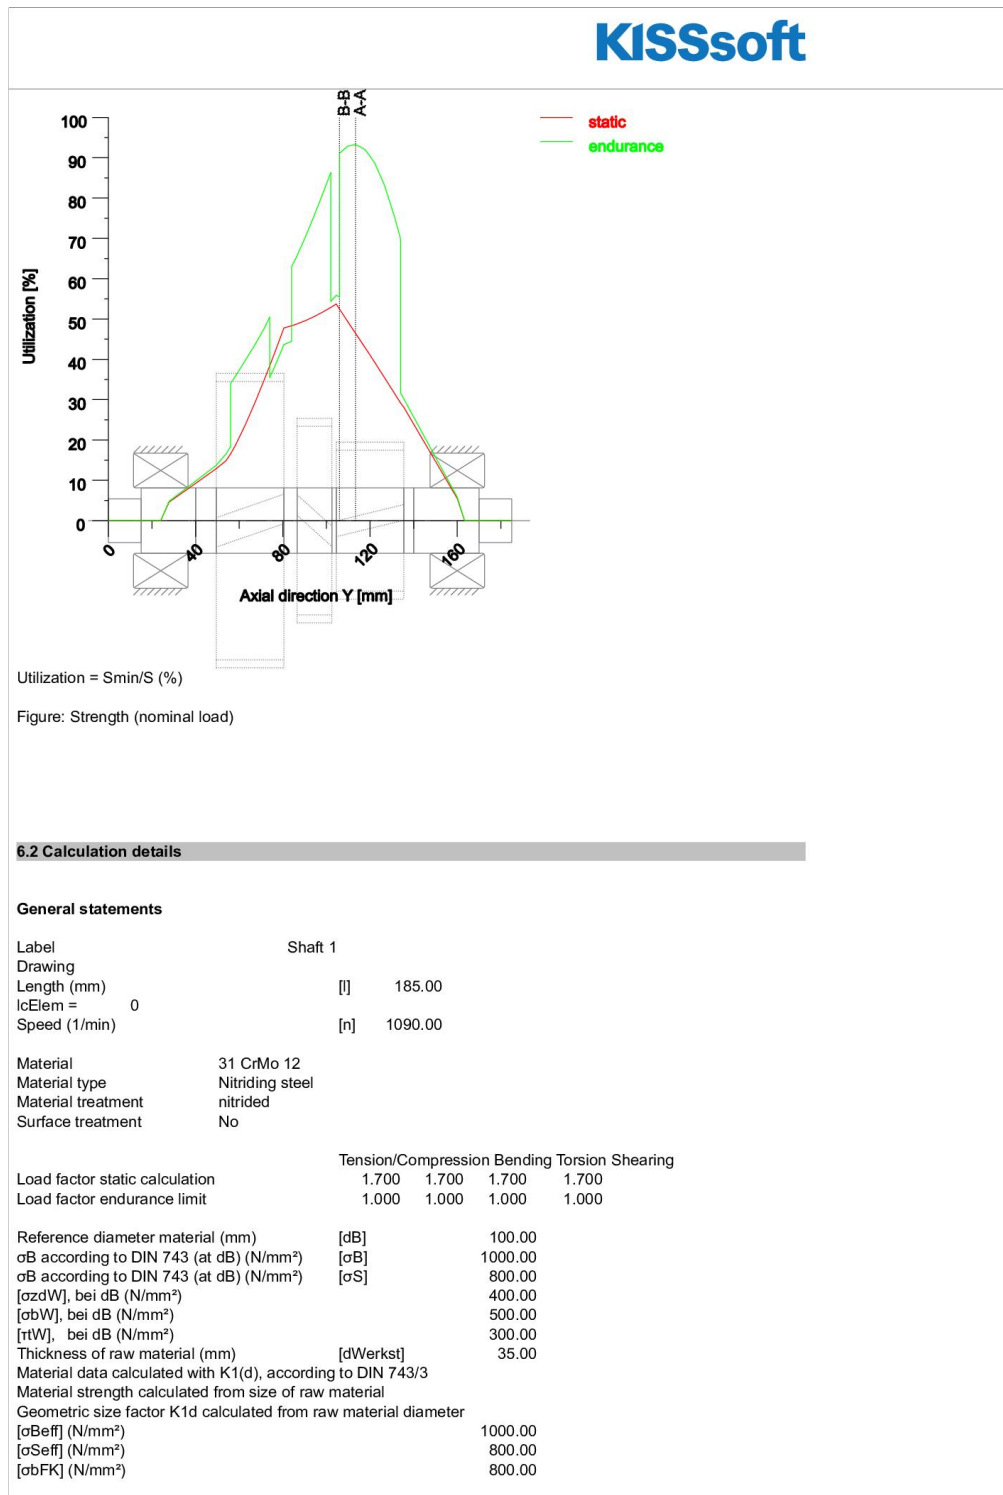 KISSsoft
B-B
A-A
static
endurance
100
90
80
70
60
50
40
30
20
10
0
Utilization [%]
0
40
80
120
160
Axial direction Y [mm]
Utilization = Smin/S (%)
Figure: Strength (nominal load)
6.2 Calculation details
General statements
Label Shaft 1
Drawing
Length (mm) [l] 185.00
lcElem = 0
Speed (1/min) [n] 1090.00
Material 31 CrMo 12
Material type Nitriding steel
Material treatment nitrided
Surface treatment No
Tension/Compression Bending Torsion Shearing
Load factor static calculation 1.700 1.700 1.700 1.700
Load factor endurance limit 1.000 1.000 1.000 1.000
Reference diameter material (mm) [dB] 100.00
σB according to DIN 743 (at dB) (N/mm²) [σB] 1000.00
σB according to DIN 743 (at dB) (N/mm²) [σS] 800.00
[σzdW], bei dB (N/mm²) 400.00
[σbW], bei dB (N/mm²) 500.00
[τtW], bei dB (N/mm²) 300.00
Thickness of raw material (mm) [dWerkst] 35.00
Material data calculated with K1(d), according to DIN 743/3
Material strength calculated from size of raw material
Geometric size factor K1d calculated from raw material diameter
[σBeff] (N/mm²) 1000.00
[σSeff] (N/mm²) 800.00
[σbFK] (N/mm²) 800.00